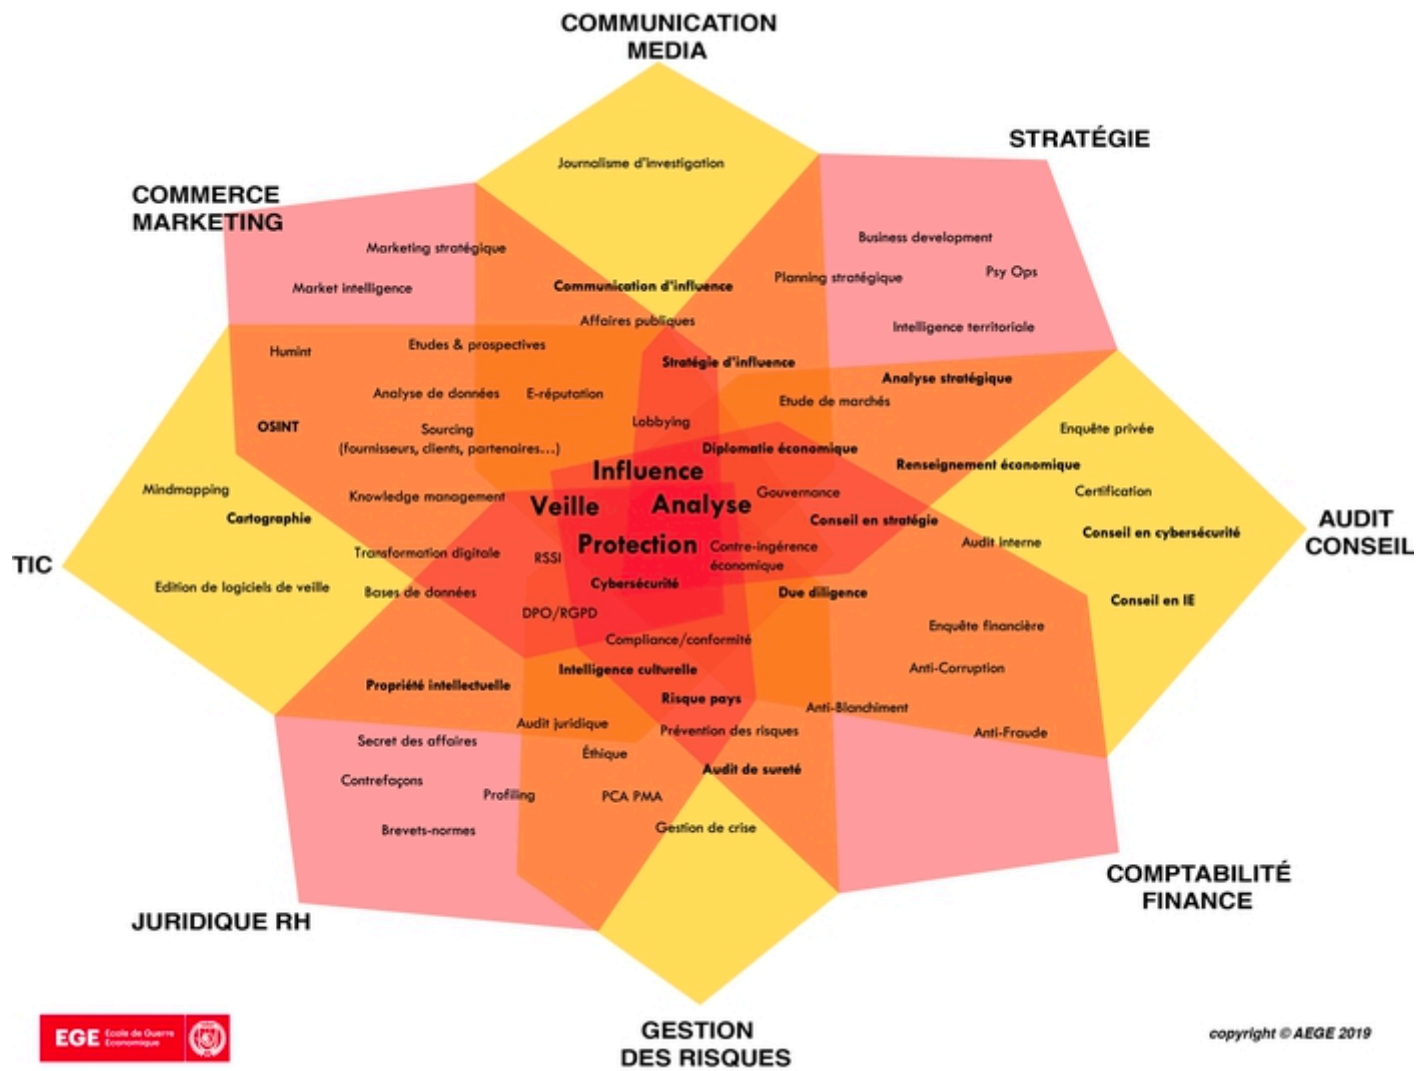 COMMUNICATION
MEDIA
STRATÉGIE
Journalisme d'investigation
COMMERCE
MARKETING
Business development
Marketing stratégique
Psy Ops
Planning stratégique
Communication d'influence
Market intelligence
Affaires publiques
Intelligence territoriale
Etudes & prospectives
Humint
Stratégie d'influence
Analyse stratégique
Analyse de données
E-réputation
Etude de marchés
Lobbying
OSINT
Sourcing
(fournisseurs, clients, partenaires...)
Enquête privée
Diplomatie économique
Renseignement économique
Influence
Mindmapping
Knowledge management
Gouvernance
Certification
Veille
Analyse
Cartographie
Conseil en stratégie
AUDIT
CONSEIL
Conseil en cybersécurité
Audit interne
Protection
Contre-ingérence
économique
Transformation digitale
RSSI
TIC
Cybersécurité
Edition de logiciels de veille
Bases de données
Due diligence
Conseil en IE
DPO/RGPD
Enquête financière
Compliance/conformité
Intelligence culturelle
Anti-Corruption
Propriété intellectuelle
Risque pays
Anti-Blanchiment
Audit juridique
Prévention des risques
Anti-Fraude
Secret des affaires
Éthique
Audit de sureté
Contrefaçons
Profiling
PCA PMA
Brevets-normes
Gestion de crise
COMPTABILITÉ
FINANCE
JURIDIQUE RH
GESTION
DES RISQUES
EGE
Ecole de Guerre
Economique
copyright © AEGE 2019